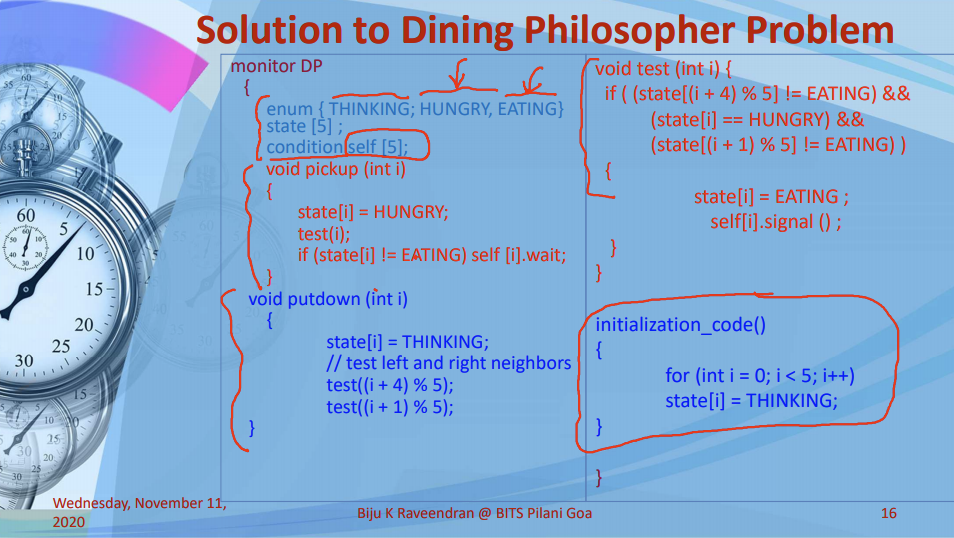 Solution to Dining Philosopher Problem
monitor DP
{
enum { THINKING; HUNGRY, EATING}
state [5] ;
condition self [5];
void pickup (int i)
{
state[i] = HUNGRY;
test(i);
if (state[i] != EATING) self [i].wait;
}
void putdown (int i)
{
state[i] = THINKING;
// test left and right neighbors
test((i + 4) % 5);
test((i + 1) % 5);
}
void test (int i) {
if ( (state[(i + 4) % 5] != EATING) &&
(state[i] == HUNGRY) &&
(state[(i + 1) % 5] != EATING) )
{
state[i] = EATING ;
self[i].signal () ;
}
}
initialization_code()
{
for (int i = 0; i < 5; i++)
state[i] = THINKING;
}
}
Wednesday, November 11,
2020
Biju K Raveendran @ BITS Pilani Goa
16